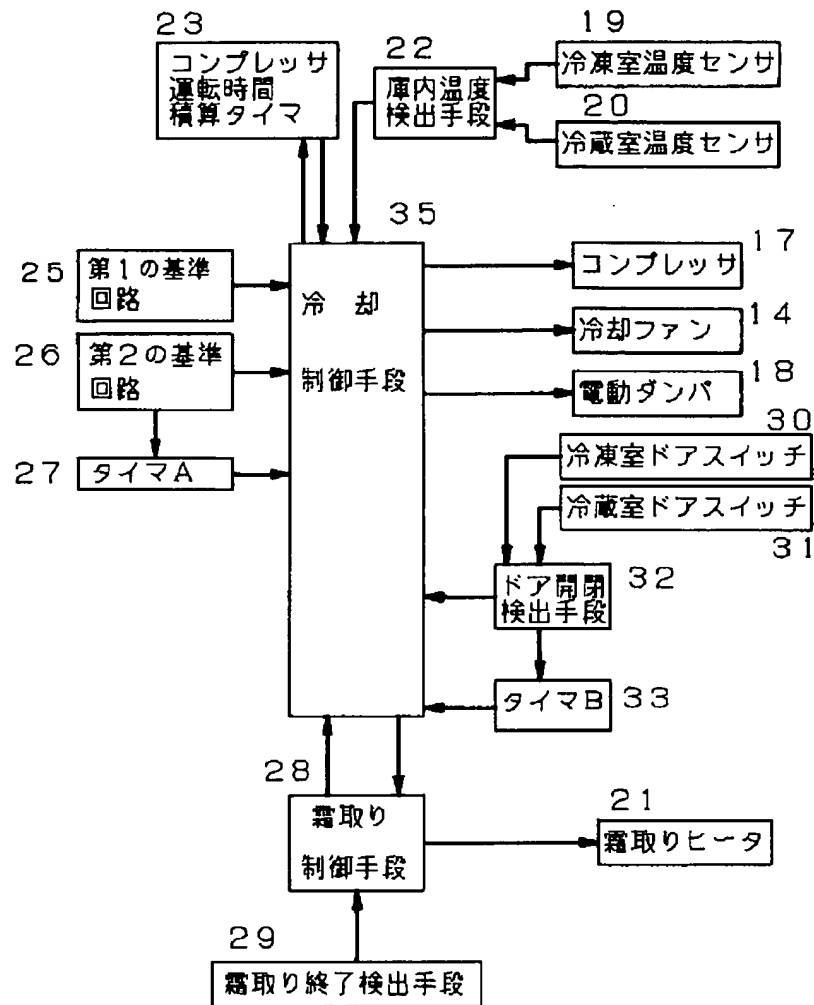 23
コンプレッサ
運転時間
積算タイマ
22
庫内温度
検出手段
19
冷凍室温度センサ
20
冷蔵室温度センサ
35
冷却
制御手段
25
第1の基準
回路
26
第2の基準
回路
27
タイマA
17
コンプレッサ
14
冷却ファン
18
電動ダンパ
30
冷凍室ドアスイッチ
冷蔵室ドアスイッチ
31
ドア開閉
検出手段
32
タイマB
33
28
霜取り
制御手段
21
霜取りヒータ
29
霜取り終了検出手段